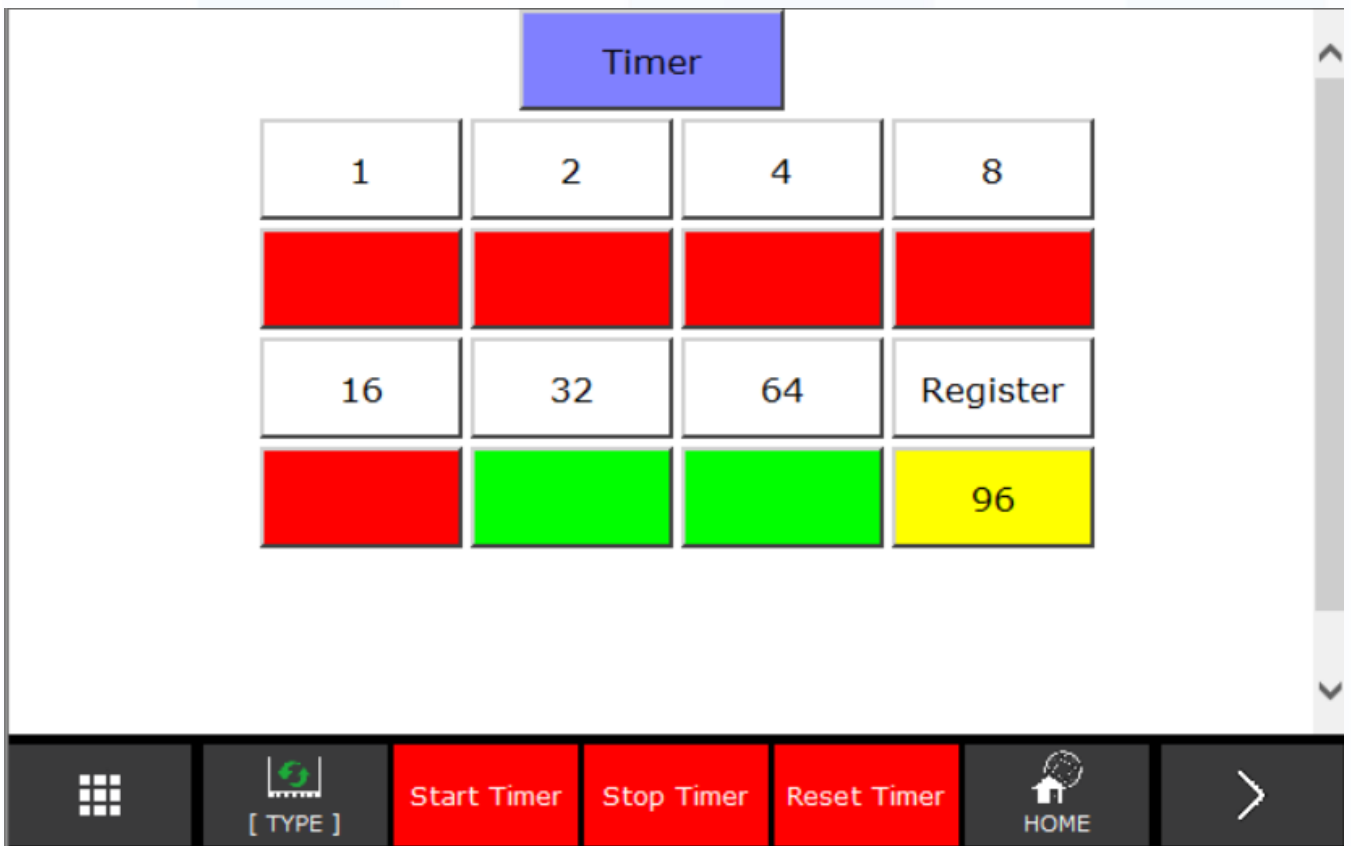 Timer
1 2 4 8
16 32 64 Register
96
[ TYPE ] Start Timer Stop Timer Reset Timer HOME